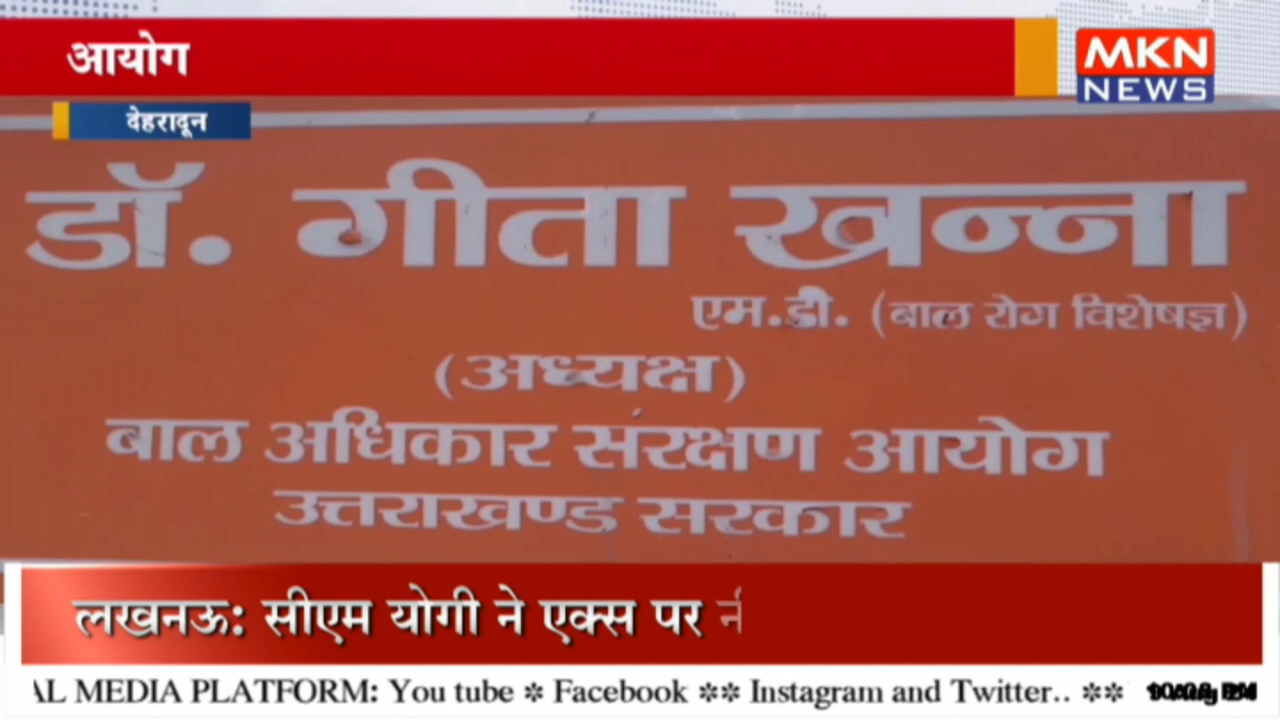 आयोग
MKN
NEWS
देहरादून
डॉ. गीता खन्ना
एम.डी. (बाल रोग विशेषज्ञ)
(अध्यक्ष)
बाल अधिकार संरक्षण आयोग
उत्तराखण्ड सरकार
लखनऊ: सीएम योगी ने एक्स पर
AL MEDIA PLATFORM: You tube ✼ Facebook ✼✼ Instagram and Twitter.. ✼✼